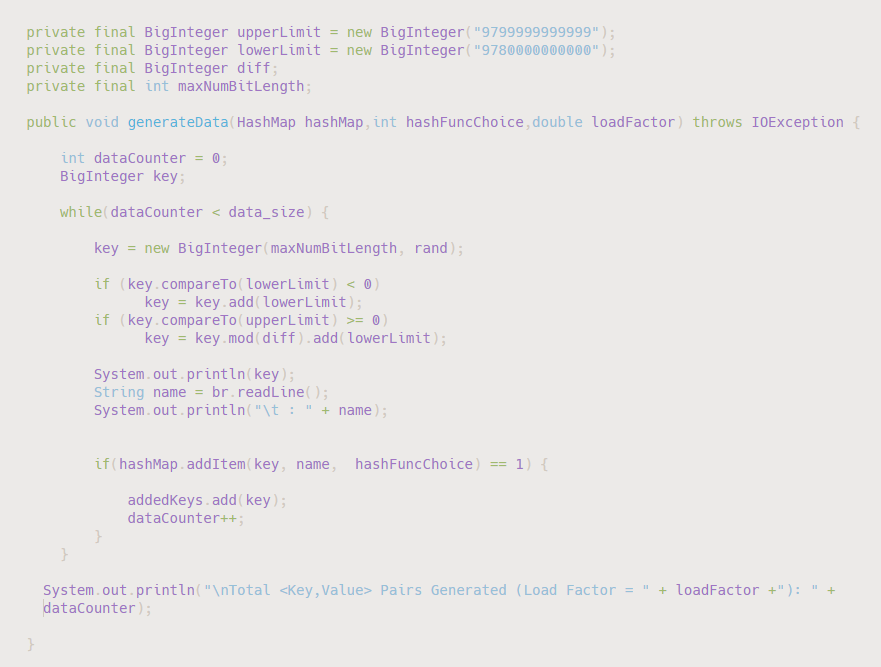 private final BigInteger upperLimit = new BigInteger("9799999999999");
private final BigInteger lowerLimit = new BigInteger("9780000000000");
private final BigInteger diff;
private final int maxNumBitLength;
public void generateData(HashMap hashMap,int hashFuncChoice,double loadFactor) throws IOException {
int dataCounter = 0;
BigInteger key;
while(dataCounter < data_size) {
key = new BigInteger(maxNumBitLength, rand);
if (key.compareTo(lowerLimit) < 0)
key = key.add(lowerLimit);
if (key.compareTo(upperLimit) >= 0)
key = key.mod(diff).add(lowerLimit);
System.out.println(key);
String name = br.readLine();
System.out.println("\t : " + name);
if(hashMap.addItem(key, name,  hashFuncChoice) == 1) {
addedKeys.add(key);
dataCounter++;
}
}
System.out.println("\nTotal <Key,Value> Pairs Generated (Load Factor = " + loadFactor +"): " +
dataCounter);
}